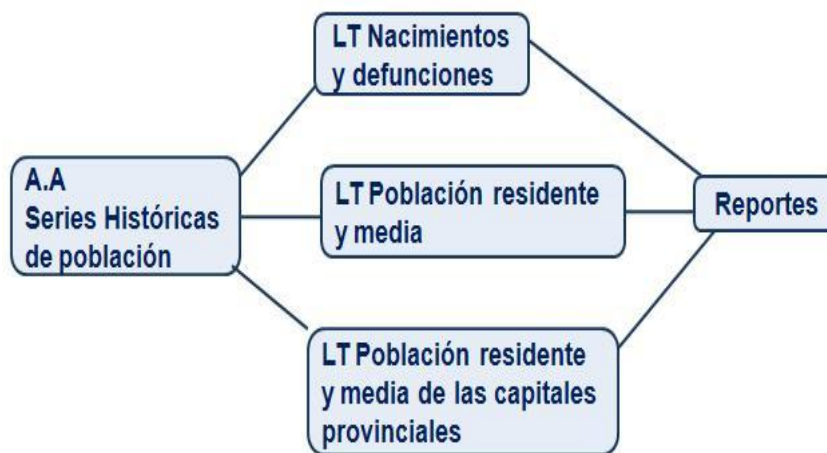 LT Nacimientos
y defunciones
A.A
Series Históricas
de población
LT Población residente
y media
Reportes
LT Población residente
y media de las capitales
provinciales